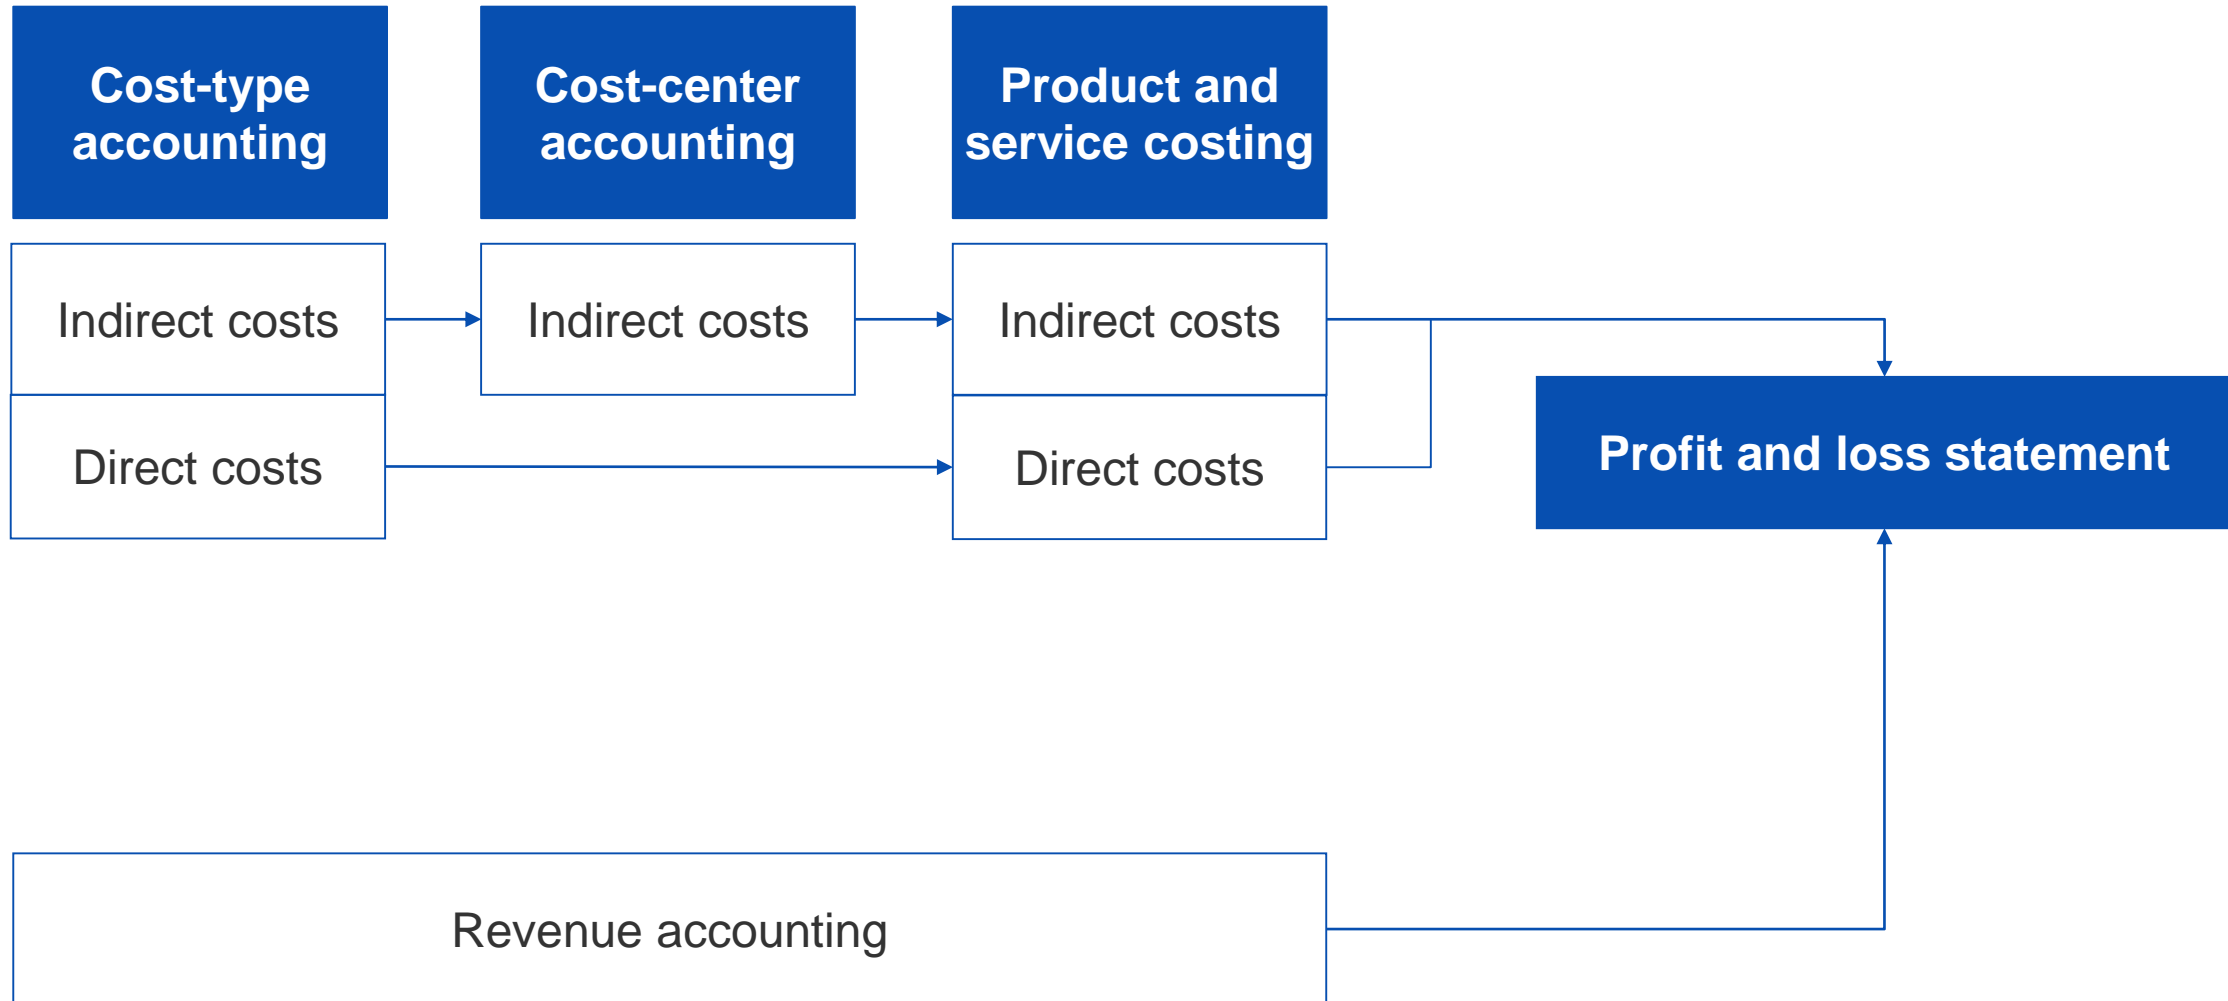 Cost-type
accounting
Cost-center
accounting
Product and
service costing
Indirect costs
Indirect costs
Indirect costs
Direct costs
Direct costs
Profit and loss statement
Revenue accounting